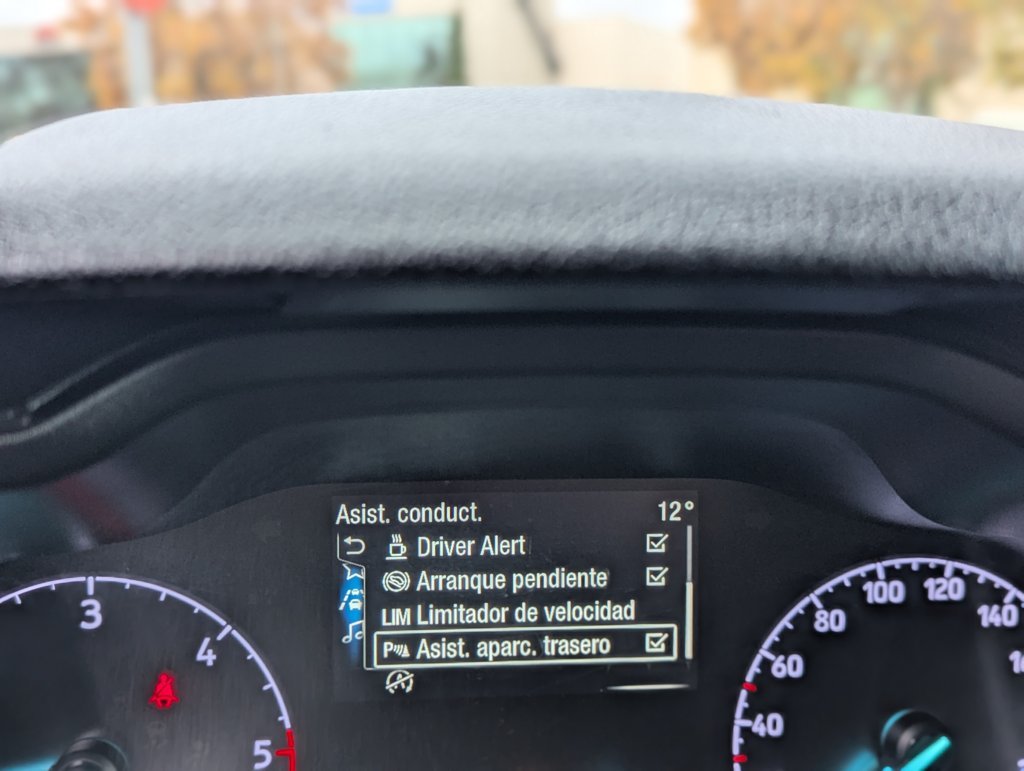 Asist. conduct. 12°
Driver Alert
Arranque pendiente
LIM Limitador de velocidad
P Asist. aparc. trasero
3
4
5
40
60
80
100
120
140